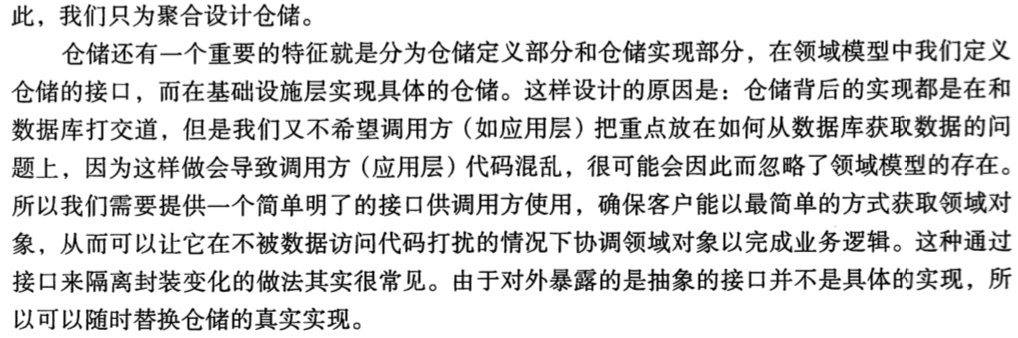 此，我们只为聚合设计仓储。
仓储还有一个重要的特征就是分为仓储定义部分和仓储实现部分，在领域模型中我们定义
仓储的接口，而在基础设施层实现具体的仓储。这样设计的原因是：仓储背后的实现都是在和
数据库打交道，但是我们又不希望调用方（如应用层）把重点放在如何从数据库获取数据的问
题上，因为这样做会导致调用方（应用层）代码混乱，很可能会因此而忽略了领域模型的存在。
所以我们需要提供一个简单明了的接口供调用方使用，确保客户能以最简单的方式获取领域对
象，从而可以让它在不被数据访问代码打扰的情况下协调领域对象以完成业务逻辑。这种通过
接口来隔离封装变化的做法其实很常见。由于对外暴露的是抽象的接口并不是具体的实现，所
以可以随时替换仓储的真实实现。